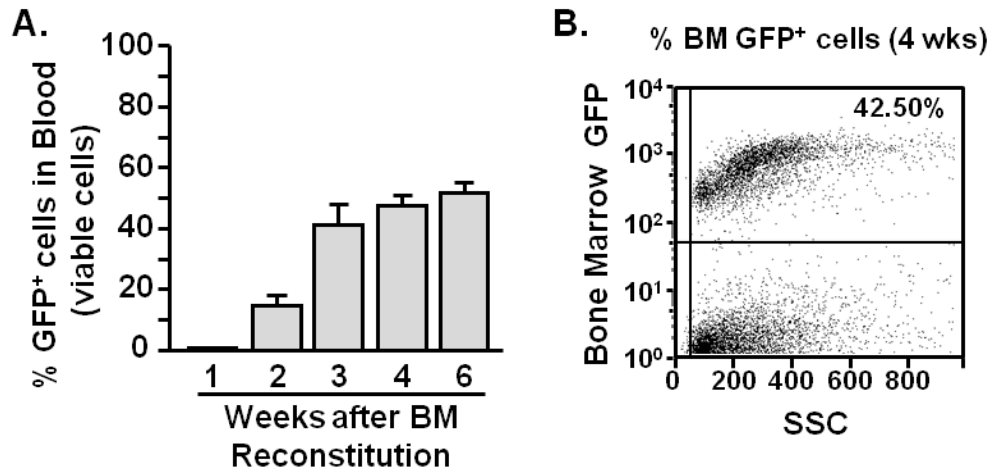 A.
% GFP+ cells in Blood
(viable cells)
100
80
60
40
20
0
1 2 3 4 6
Weeks after BM
Reconstitution
B.
% BM GFP+ cells (4 wks)
42.50%
Bone Marrow GFP
10⁴
10³
10²
10¹
10⁰
0 200 400 600 800
SSC